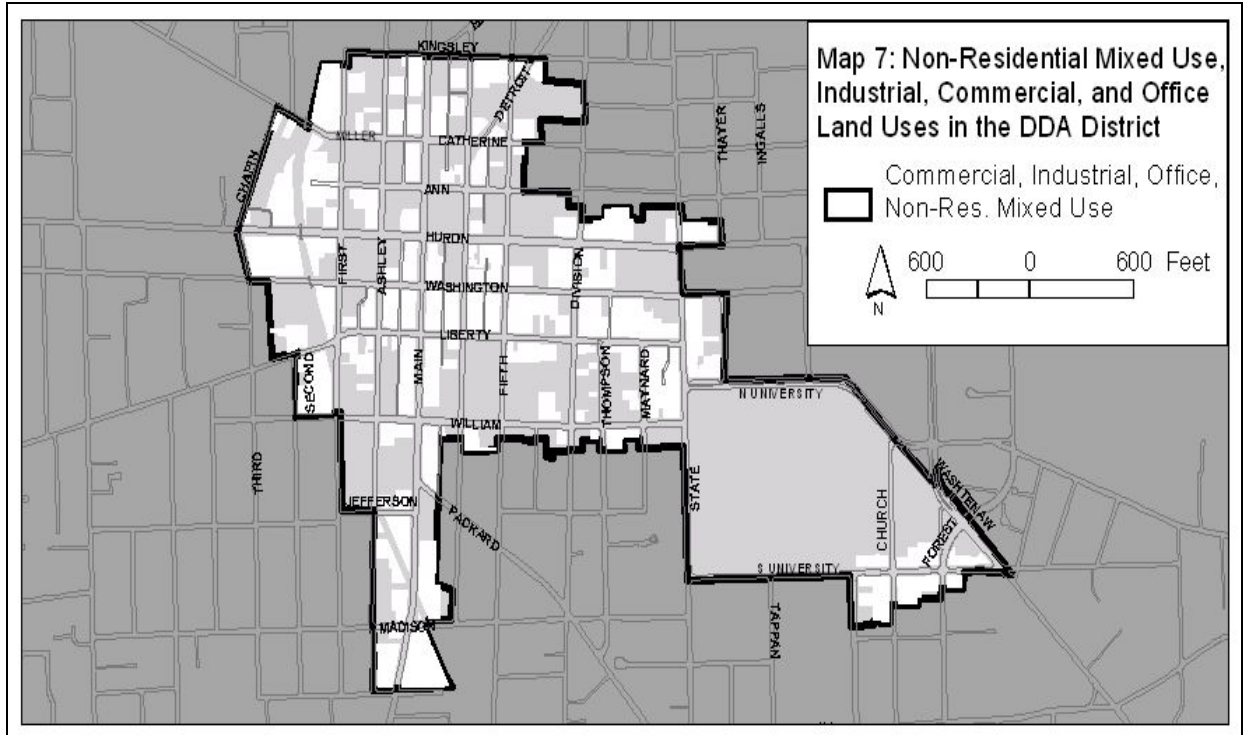 Map 7: Non-Residential Mixed Use,
Industrial, Commercial, and Office
Land Uses in the DDA District
Commercial, Industrial, Office,
Non-Res. Mixed Use
600 0 600 Feet
N
KINGSLEY
DETROIT
MILLER
CATHERINE
THAYER
INGALLS
CHAPIN
ANN
HURON
FIRST
ASHLEY
DIVISION
WASHINGTON
LIBERTY
SECOND
MAIN
FIFTH
THOMPSON
MAYNARD
N UNIVERSITY
WILLIAM
THIRD
STATE
WASHTENAW
JEFFERSON
PACKARD
CHURCH
FOREST
S UNIVERSITY
MADISON
TAPPAN